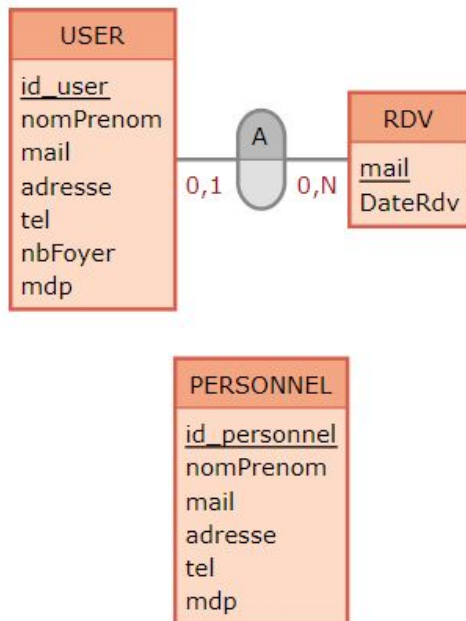 USER
id_user
nomPrenom
mail
adresse
tel
nbFoyer
mdp
A
0,1
0,N
RDV
mail
DateRdv
PERSONNEL
id_personnel
nomPrenom
mail
adresse
tel
mdp